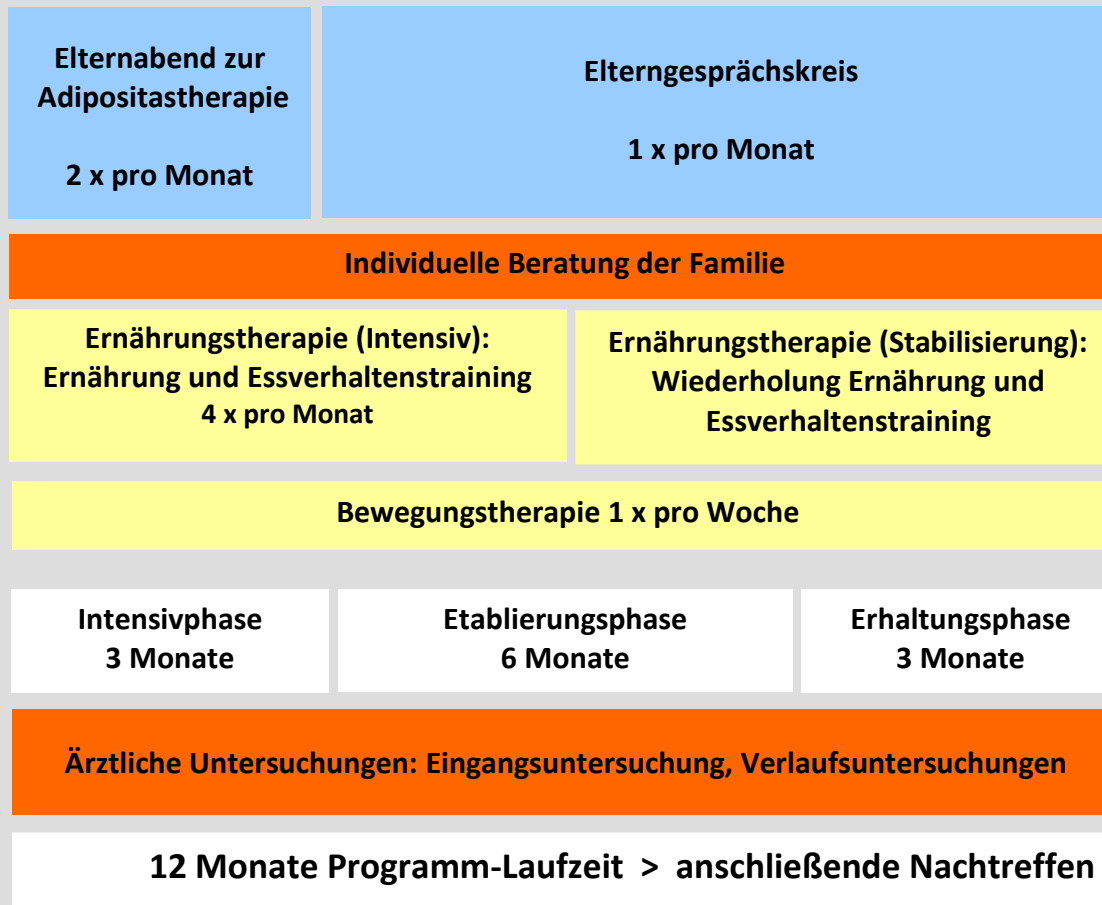 Elternabend zur
Adipositastherapie
2 x pro Monat
Elterngesprächskreis
1 x pro Monat
Individuelle Beratung der Familie
Ernährungstherapie (Intensiv):
Ernährung und Essverhaltenstraining
4 x pro Monat
Ernährungstherapie (Stabilisierung):
Wiederholung Ernährung und
Essverhaltenstraining
Bewegungstherapie 1 x pro Woche
Intensivphase
3 Monate
Etablierungsphase
6 Monate
Erhaltungsphase
3 Monate
Ärztliche Untersuchungen: Eingangsuntersuchung, Verlaufsuntersuchungen
12 Monate Programm-Laufzeit > anschließende Nachtreffen